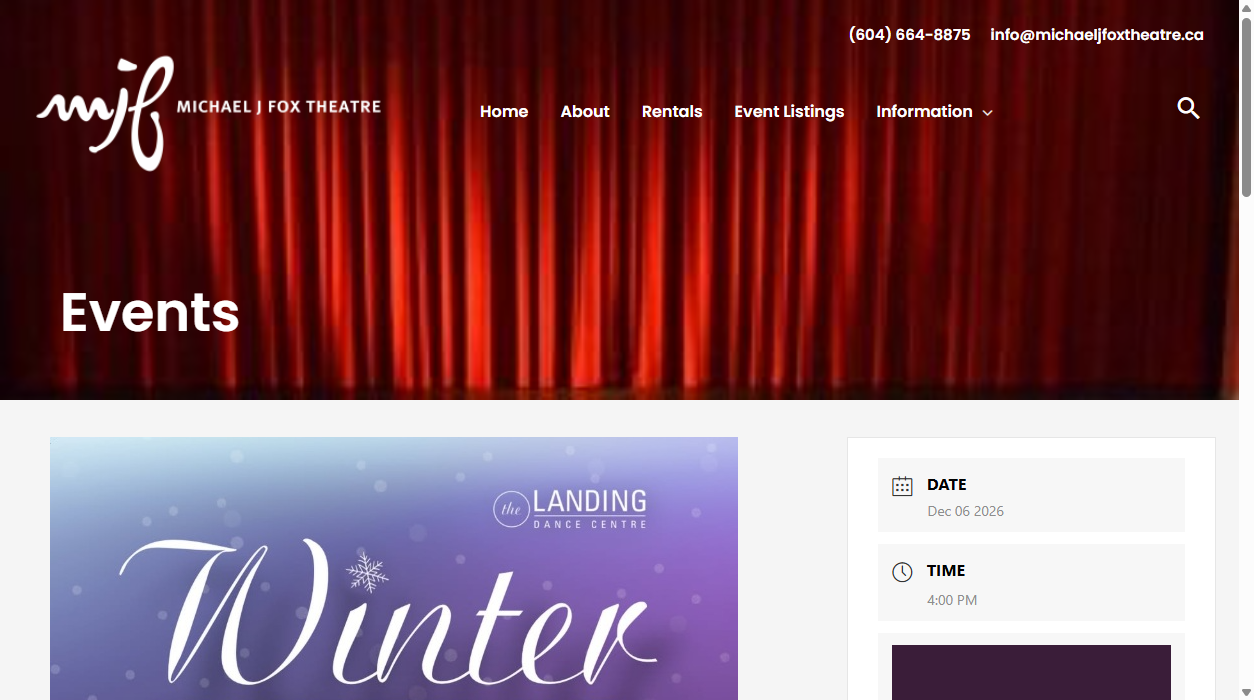 (604) 664-8875 info@michaeljfoxtheatre.ca
mjf MICHAEL J FOX THEATRE
Home About Rentals Event Listings Information
Events
the LANDING
DANCE CENTRE
Winter
DATE
Dec 06 2026
TIME
4:00 PM